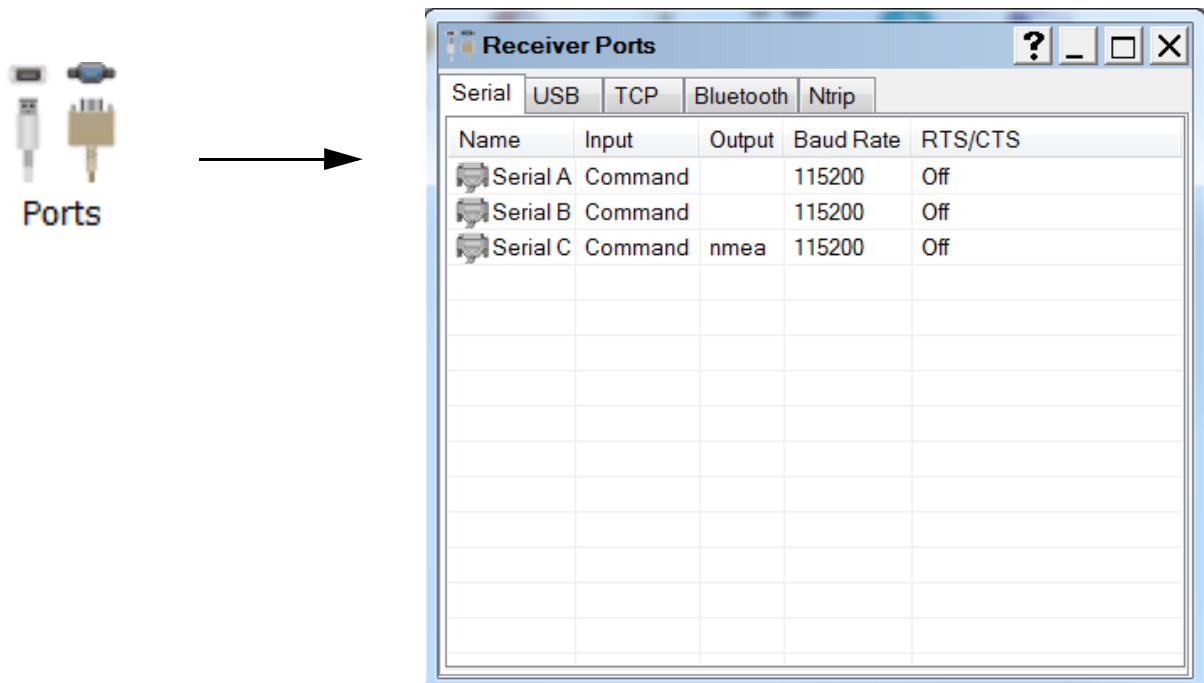 Ports
Receiver Ports
Serial USB TCP Bluetooth Ntrip
Name Input Output Baud Rate RTS/CTS
Serial A Command 115200 Off
Serial B Command 115200 Off
Serial C Command nmea 115200 Off